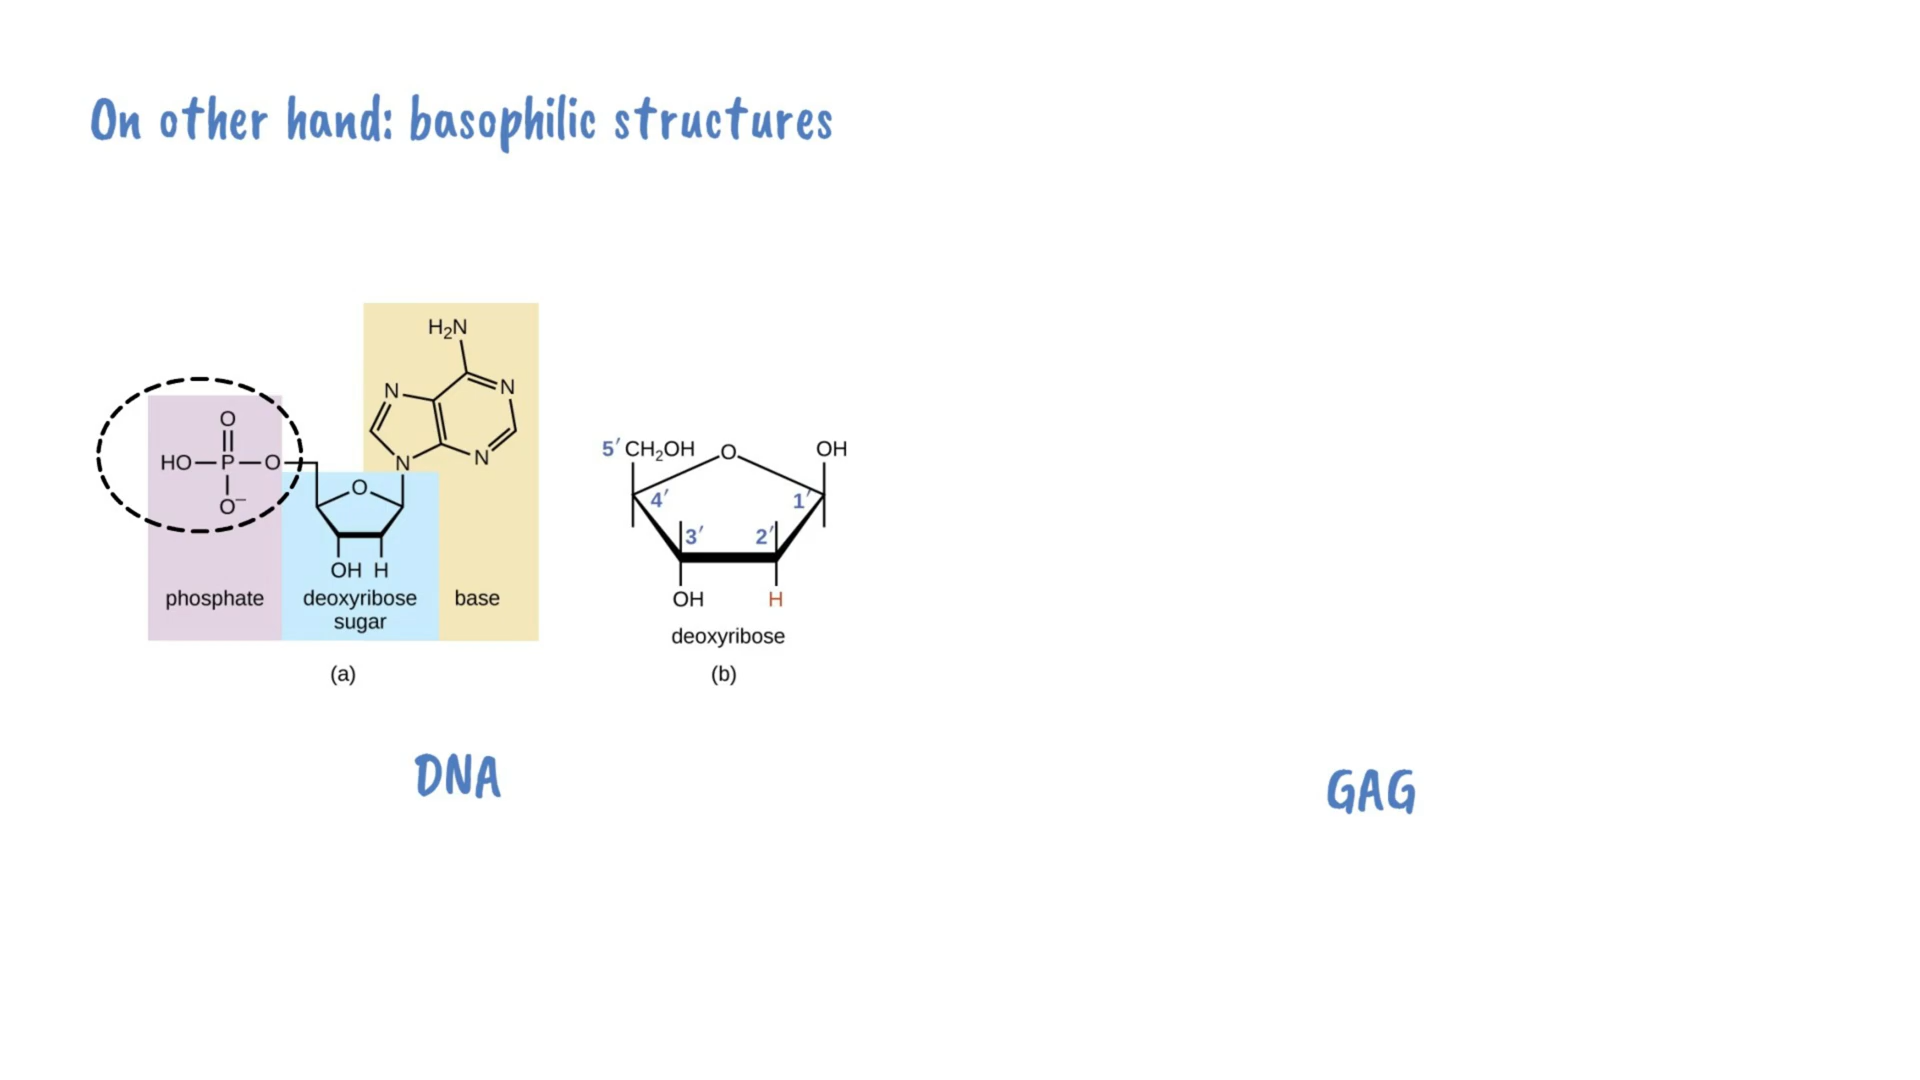 On other hand: basophilic structures
H₂N
N
N
N
N
O
HO
P
O
O⁻
O
OH H
phosphate
deoxyribose
sugar
base
(a)
5′ CH₂OH
O
OH
4′
1′
3′
2′
OH
H
deoxyribose
(b)
DNA
GAG